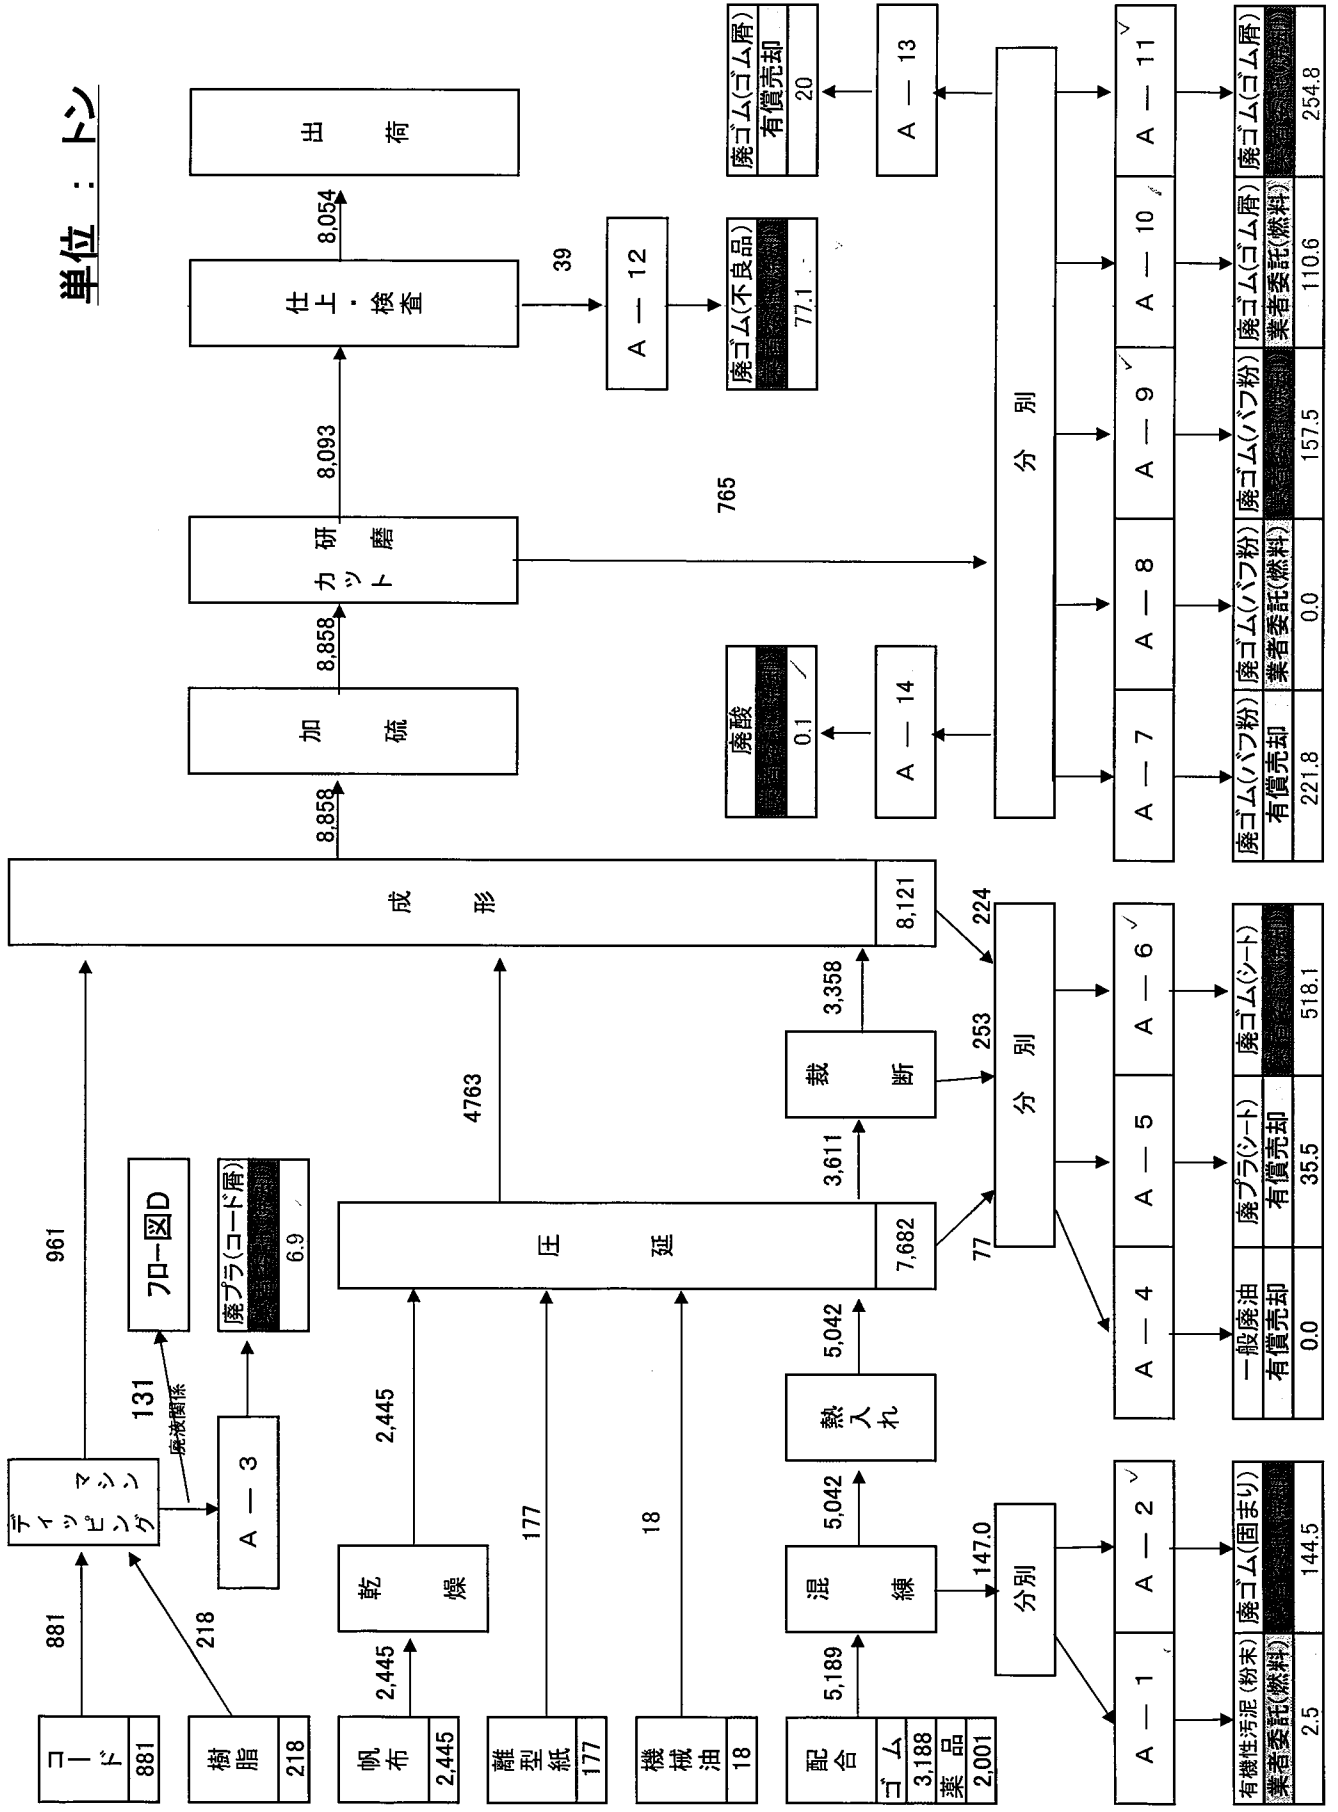 単位：トン
コード
881
881
樹脂
218
218
ディッピングマシン
961
131
廃液関係
フロー図D
A－3
廃プラ(コード屑)
6.9
帆布
2,445
2,445
乾燥
2,445
離型紙
177
177
機械油
18
18
配合
ゴム
3,188
薬品
2,001
5,189
混練
5,042
熱入れ
5,042
圧延
7,682
4763
3,611
裁断
3,358
成形
8,121
8,858
加硫
8,858
カット
研磨
8,093
仕上・検査
8,054
出荷
39
A－12
廃ゴム(不良品)
77.1
147.0
分別
A－1
有機性汚泥(粉末)
業者委託(燃料)
2.5
A－2
廃ゴム(固まり)
144.5
77
253
224
分別
A－4
一般廃油
有償売却
0.0
A－5
廃プラ(シート)
有償売却
35.5
A－6
廃ゴム(シート)
518.1
765
分別
A－14
廃酸
0.1
A－13
廃ゴム(ゴム屑)
有償売却
20
A－7
廃ゴム(バフ粉)
有償売却
221.8
A－8
廃ゴム(バフ粉)
業者委託(燃料)
0.0
A－9
廃ゴム(バフ粉)
157.5
A－10
廃ゴム(ゴム屑)
業者委託(燃料)
110.6
A－11
廃ゴム(ゴム屑)
254.8